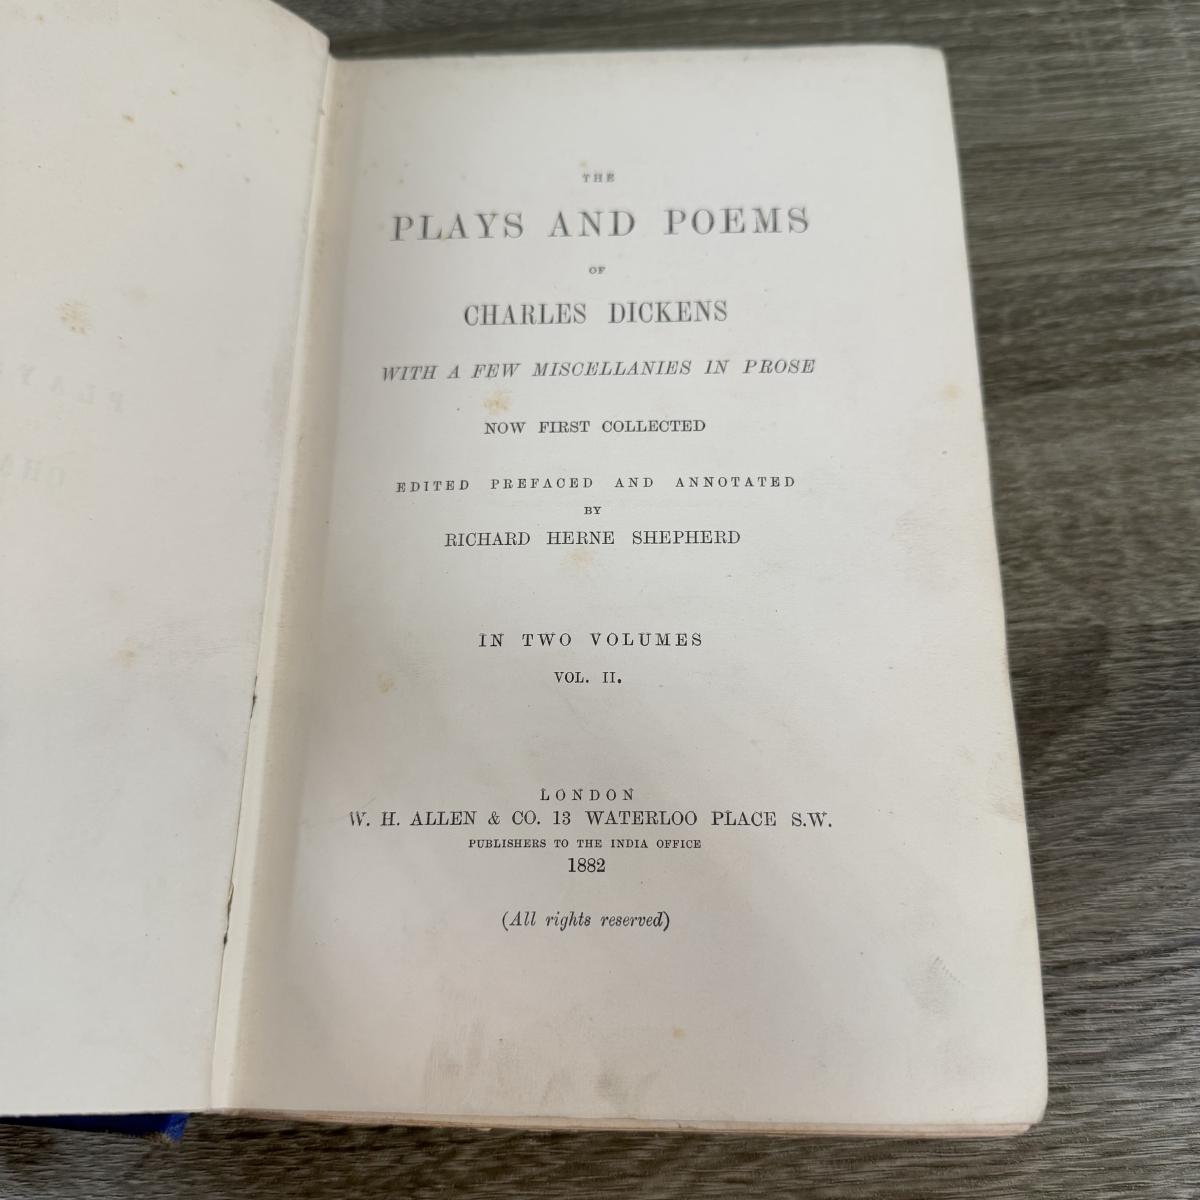 THE
PLAYS AND POEMS
OF
CHARLES DICKENS
WITH A FEW MISCELLANIES IN PROSE
NOW FIRST COLLECTED
EDITED PREFACED AND ANNOTATED
BY
RICHARD HERNE SHEPHERD
IN TWO VOLUMES
VOL. II.
LONDON
W. H. ALLEN & CO. 13 WATERLOO PLACE S.W.
PUBLISHERS TO THE INDIA OFFICE
1882
(All rights reserved)